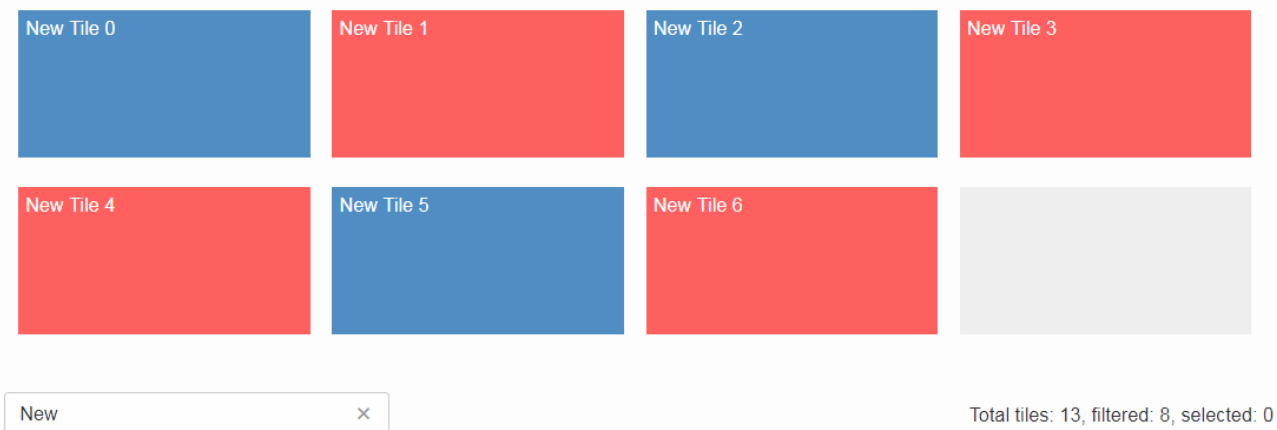 New Tile 0
New Tile 1
New Tile 2
New Tile 3
New Tile 4
New Tile 5
New Tile 6
New ×
Total tiles: 13, filtered: 8, selected: 0